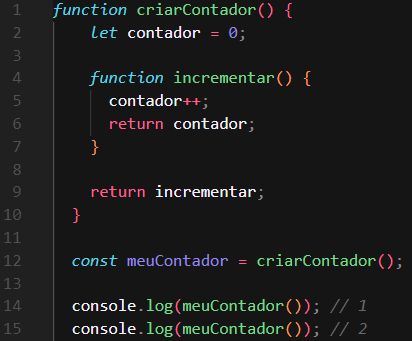 1 function criarContador() {
2 let contador = 0;
3
4 function incrementar() {
5 contador++;
6 return contador;
7 }
8
9 return incrementar;
10 }
11
12 const meuContador = criarContador();
13
14 console.log(meuContador()); // 1
15 console.log(meuContador()); // 2